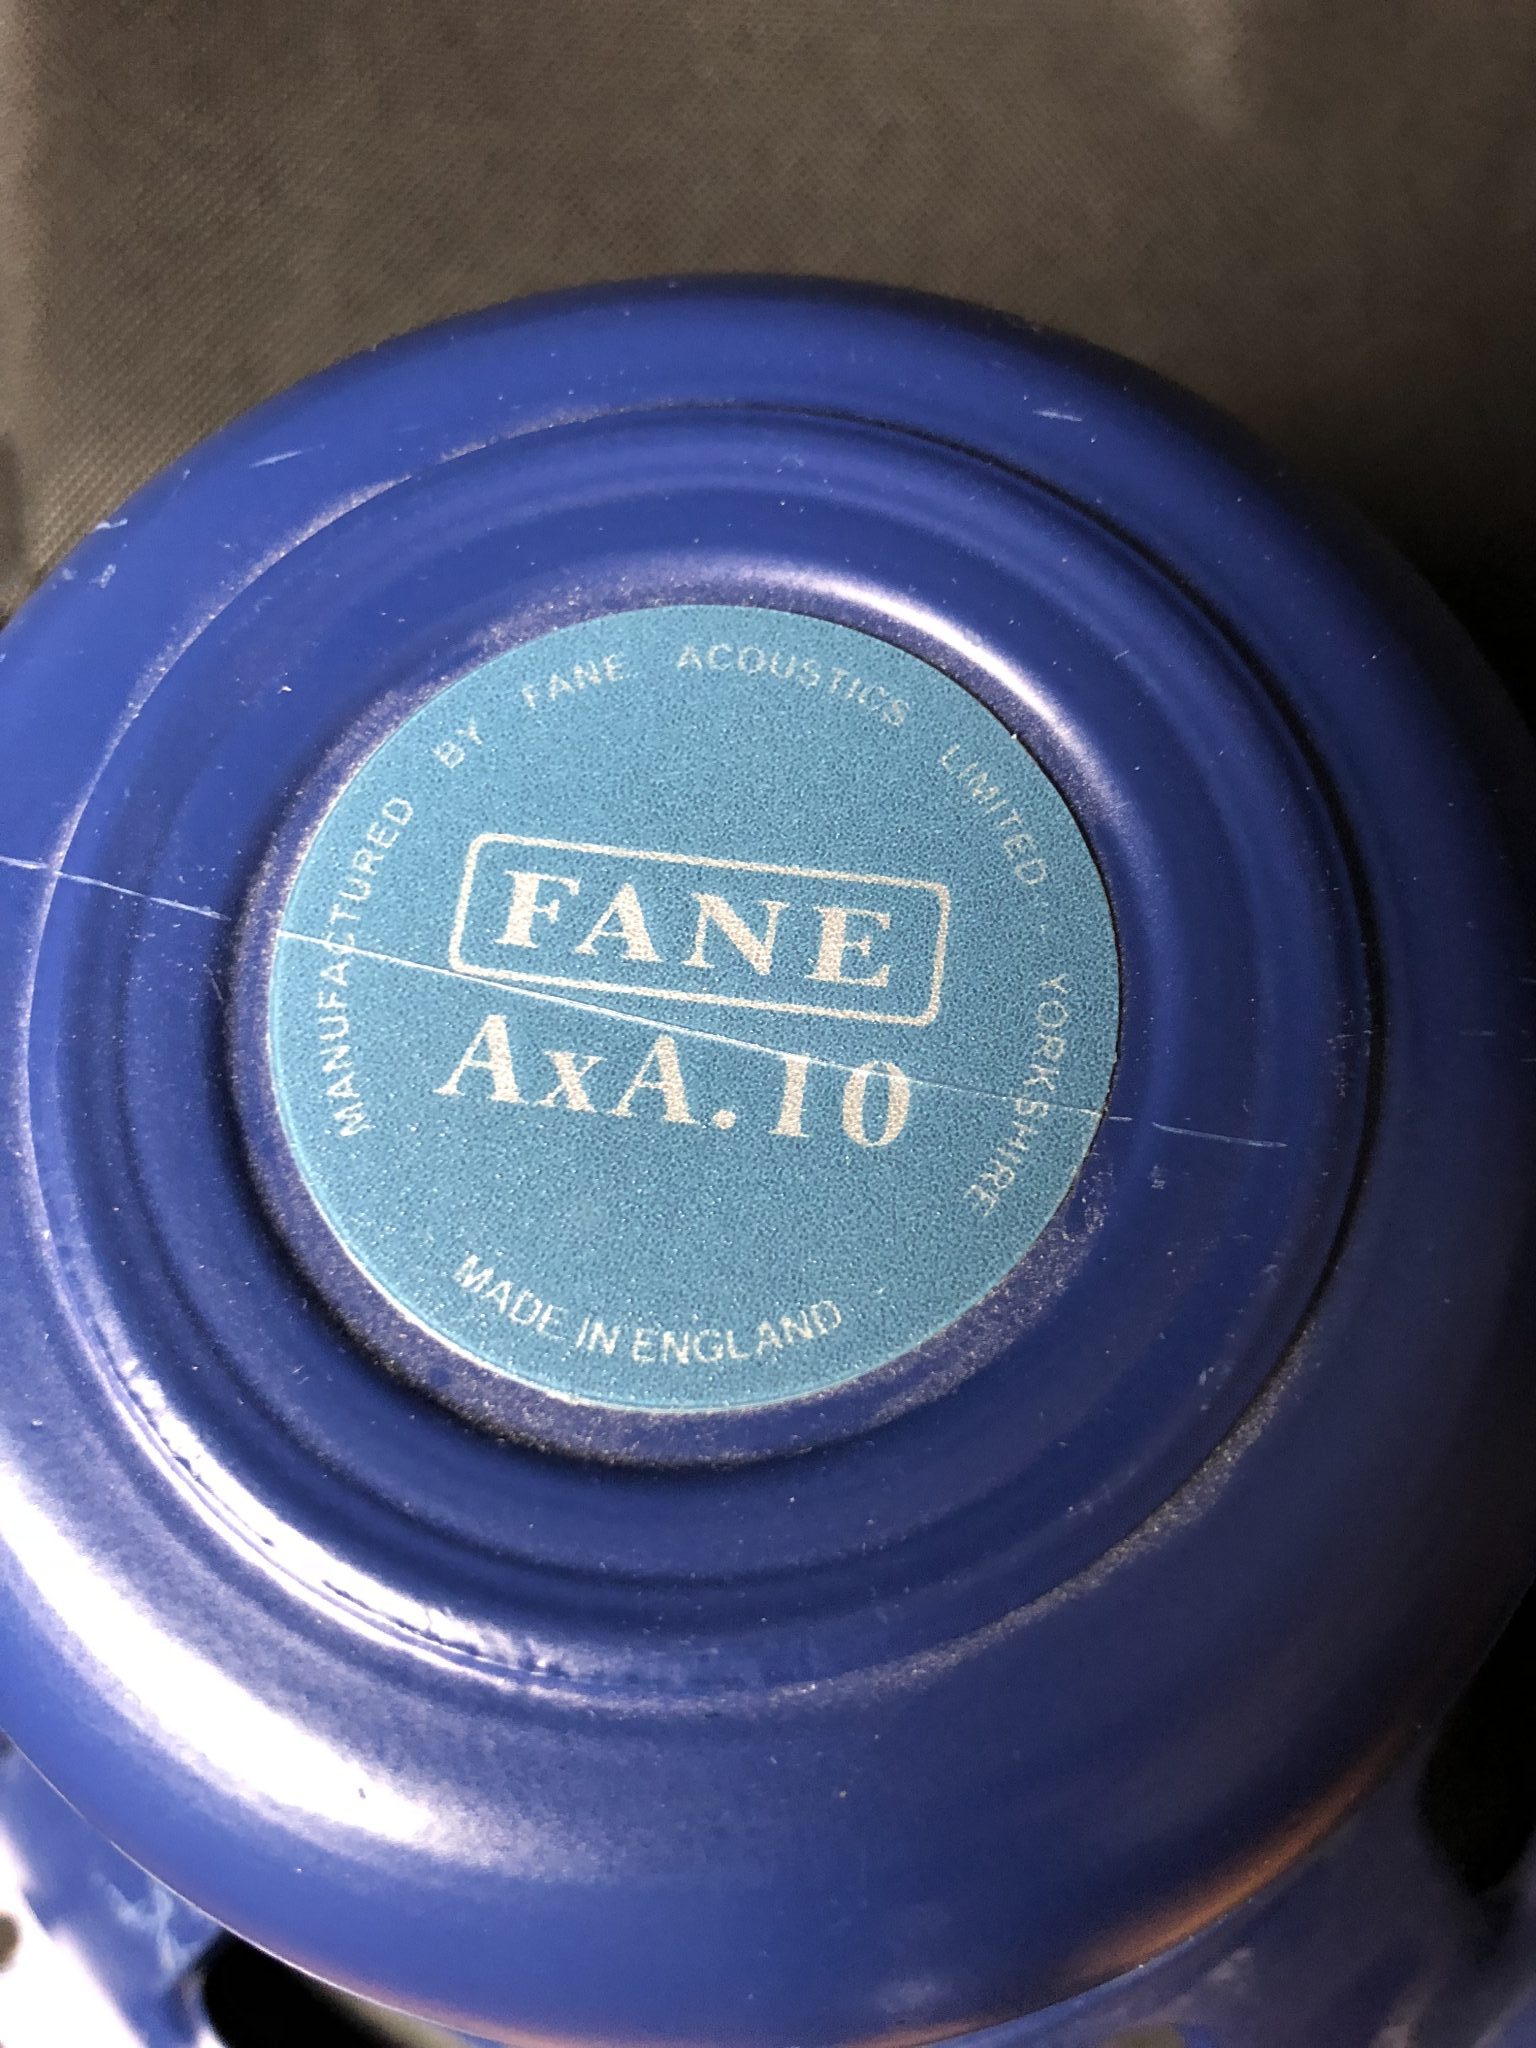 MANUFACTURED BY FANE ACOUSTICS LIMITED. YORKSHIRE
FANE
AxA.10
MADE IN ENGLAND